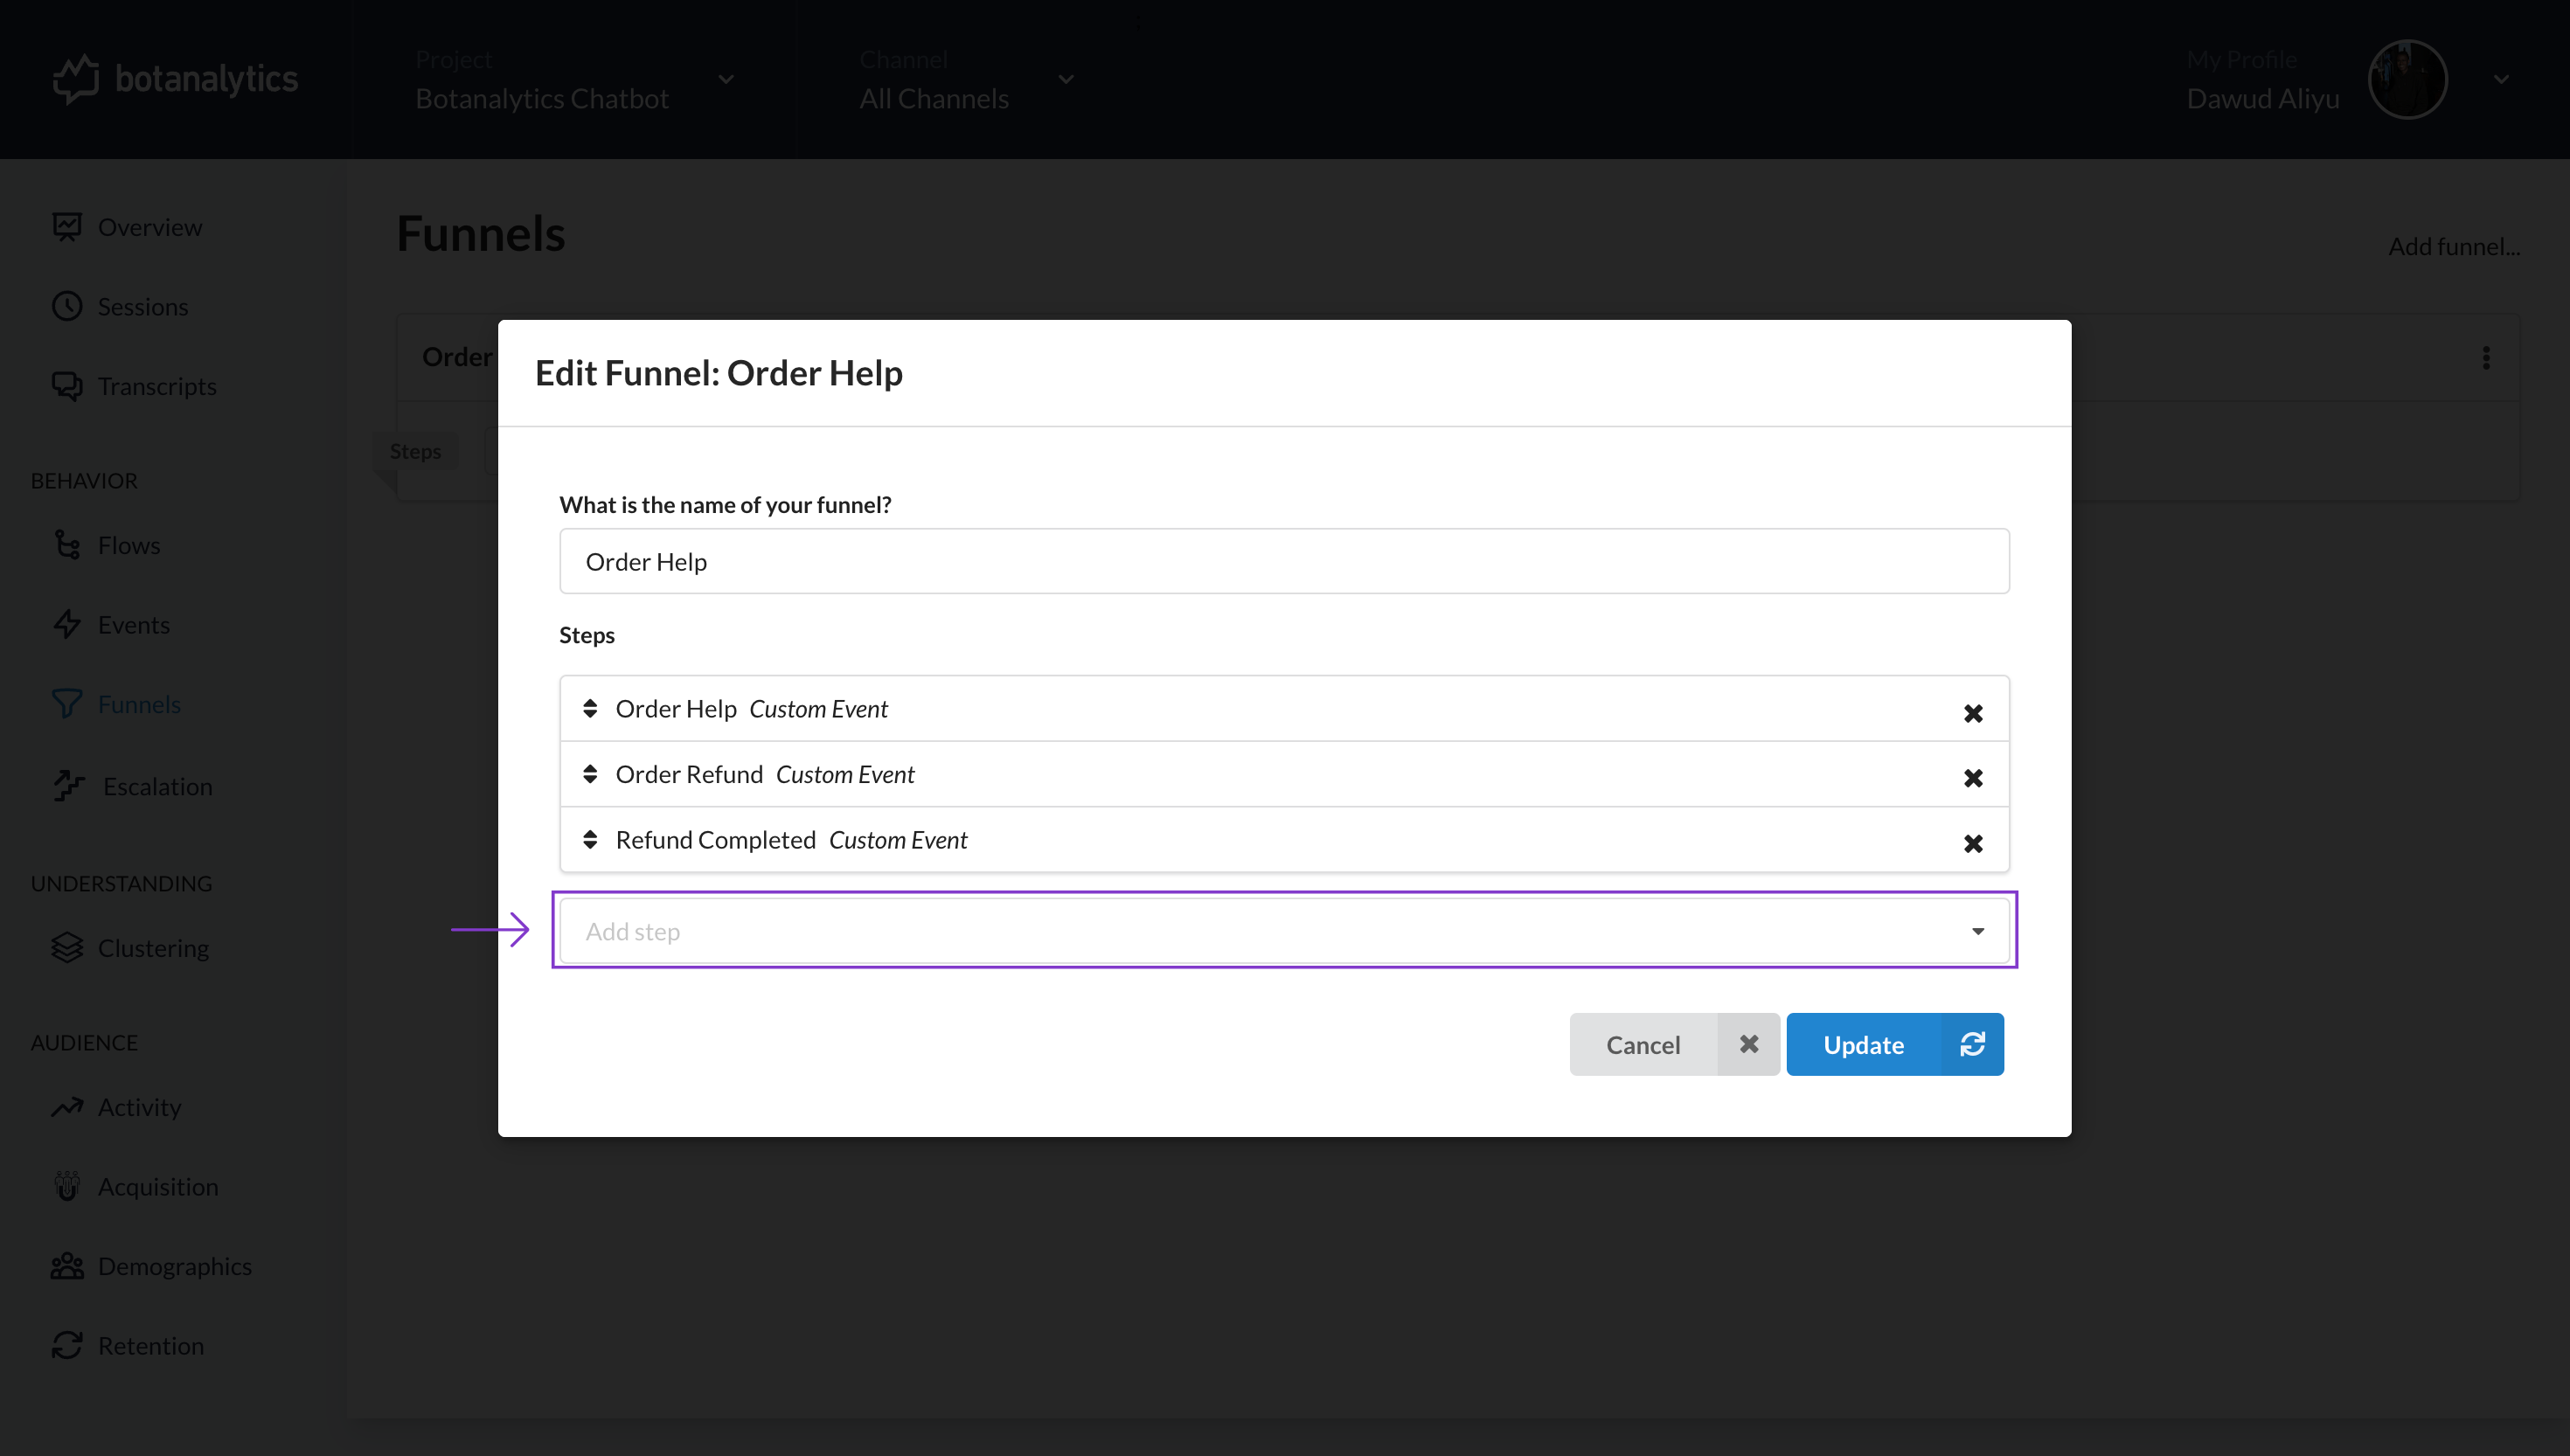 botanalytics
Project
Botanalytics Chatbot
Channel
All Channels
My Profile
Dawud Aliyu
Overview
Sessions
Transcripts
BEHAVIOR
Flows
Events
Funnels
Escalation
UNDERSTANDING
Clustering
AUDIENCE
Activity
Acquisition
Demographics
Retention
Funnels
Add funnel...
Order
Steps
Edit Funnel: Order Help
What is the name of your funnel?
Order Help
Steps
Order Help Custom Event
Order Refund Custom Event
Refund Completed Custom Event
Add step
Cancel
Update